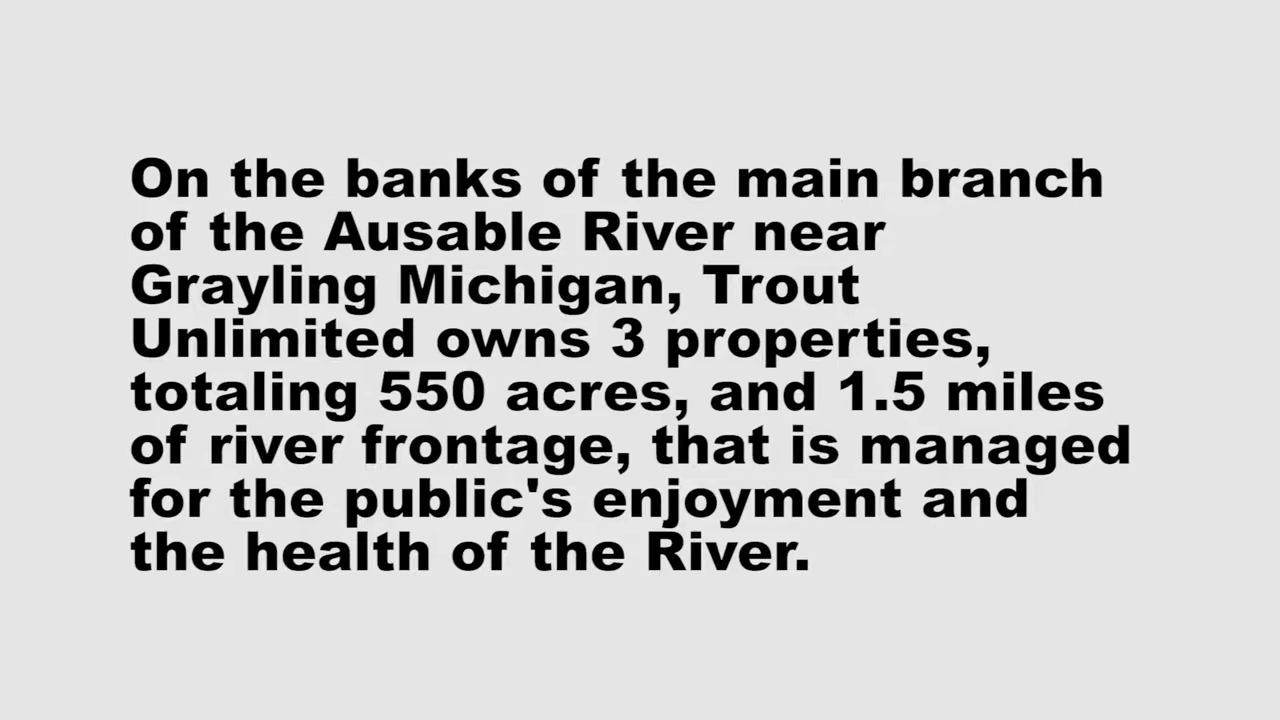 On the banks of the main branch
of the Ausable River near
Grayling Michigan, Trout
Unlimited owns 3 properties,
totaling 550 acres, and 1.5 miles
of river frontage, that is managed
for the public's enjoyment and
the health of the River.